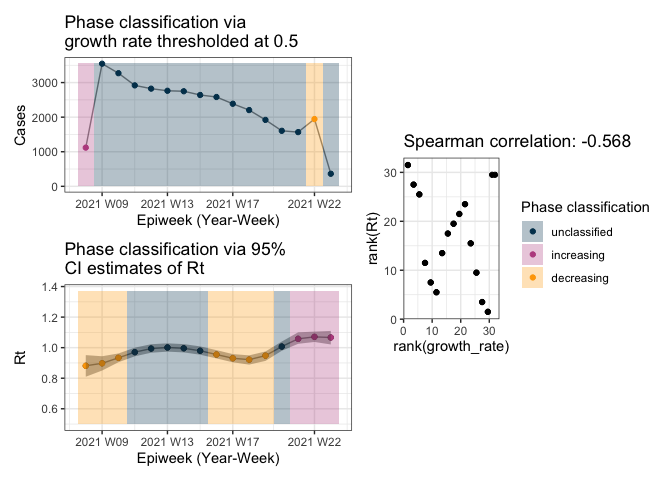 Phase classification via
growth rate thresholded at 0.5
Cases
3000
2000
1000
0
2021 W09
2021 W13
2021 W17
2021 W22
Epiweek (Year-Week)
Phase classification via 95%
CI estimates of Rt
Rt
1.4
1.2
1.0
0.8
0.6
2021 W09
2021 W13
2021 W17
2021 W22
Epiweek (Year-Week)
Spearman correlation: -0.568
rank(Rt)
30
20
10
0
0
10
20
30
rank(growth_rate)
Phase classification
unclassified
increasing
decreasing